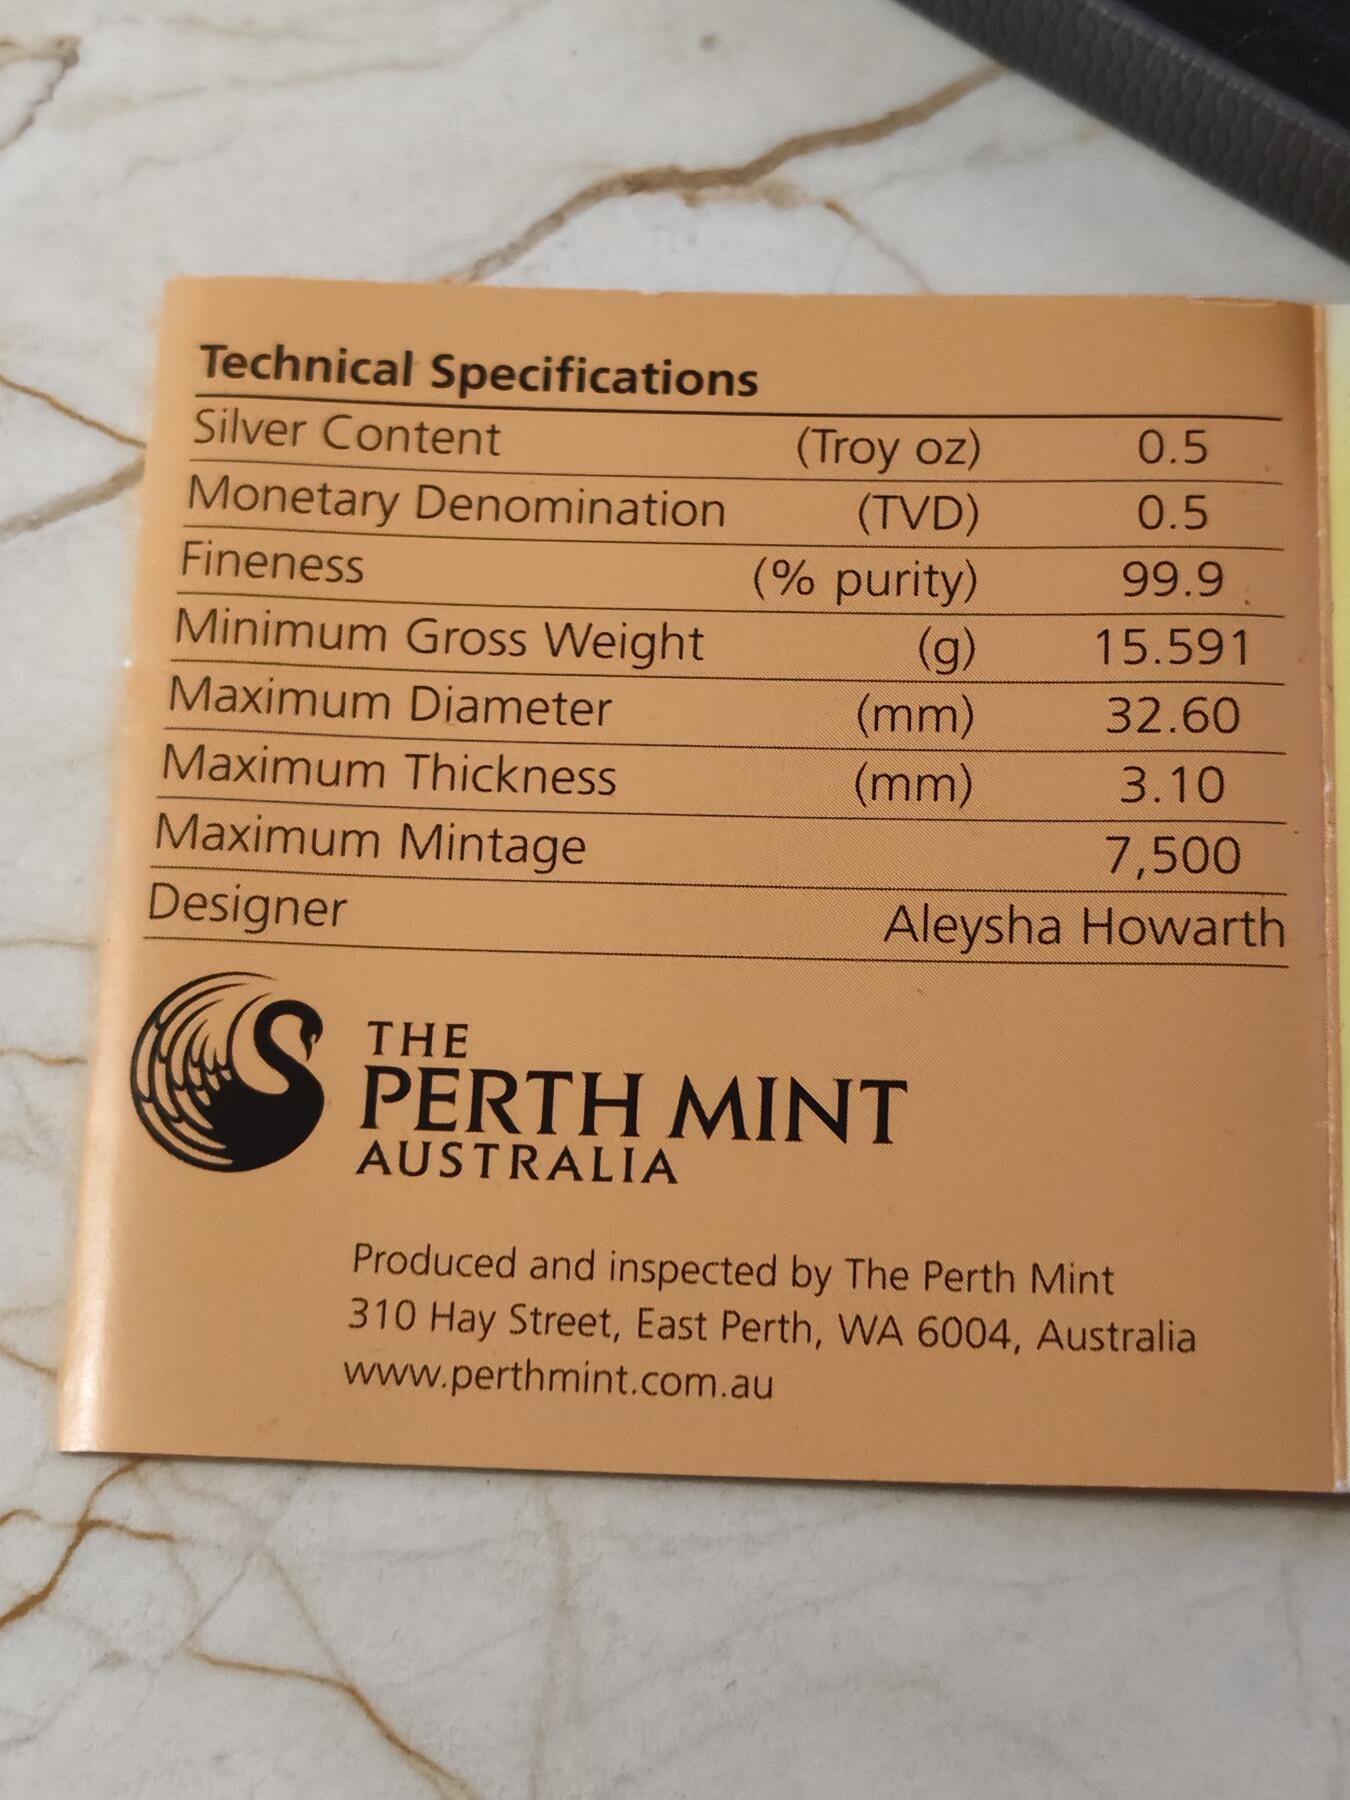 Technical Specifications
Silver Content (Troy oz) 0.5
Monetary Denomination (TVD) 0.5
Fineness (% purity) 99.9
Minimum Gross Weight (g) 15.591
Maximum Diameter (mm) 32.60
Maximum Thickness (mm) 3.10
Maximum Mintage 7,500
Designer Aleysha Howarth
THE
PERTH MINT
AUSTRALIA
Produced and inspected by The Perth Mint
310 Hay Street, East Perth, WA 6004, Australia
www.perthmint.com.au